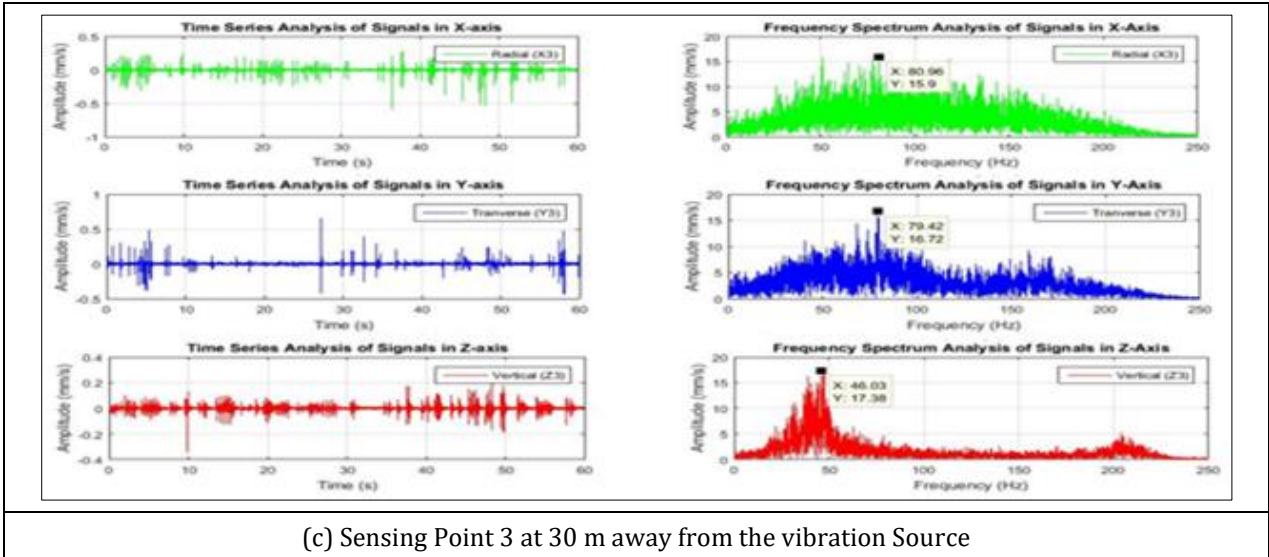 Time Series Analysis of Signals in X-axis
Amplitude (mm/s)
0.5
0
-0.5
-1
Radial (X3)
0 10 20 30 40 50 60
Time (s)
Frequency Spectrum Analysis of Signals in X-Axis
Amplitude (mm/s)
20
15
10
5
0
Radial (X3)
X: 80.96
Y: 15.9
50 100 150 200 250
Frequency (Hz)
Time Series Analysis of Signals in Y-axis
Amplitude (mm/s)
1
0.5
0
-0.5
Tranverse (Y3)
0 10 20 30 40 50 60
Time (s)
Frequency Spectrum Analysis of Signals in Y-Axis
Amplitude (mm/s)
20
15
10
5
0
Tranverse (Y3)
X: 79.42
Y: 16.72
0 50 100 150 200 250
Frequency (Hz)
Time Series Analysis of Signals in Z-axis
Amplitude (mm/s)
0.4
0.2
0
-0.2
-0.4
Vertical (Z3)
0 10 20 30 40 50 60
Time (s)
Frequency Spectrum Analysis of Signals in Z-Axis
Amplitude (mm/s)
20
15
10
5
0
Vertical (Z3)
X: 46.03
Y: 17.38
0 50 100 150 200 250
Frequency (Hz)
(c) Sensing Point 3 at 30 m away from the vibration Source